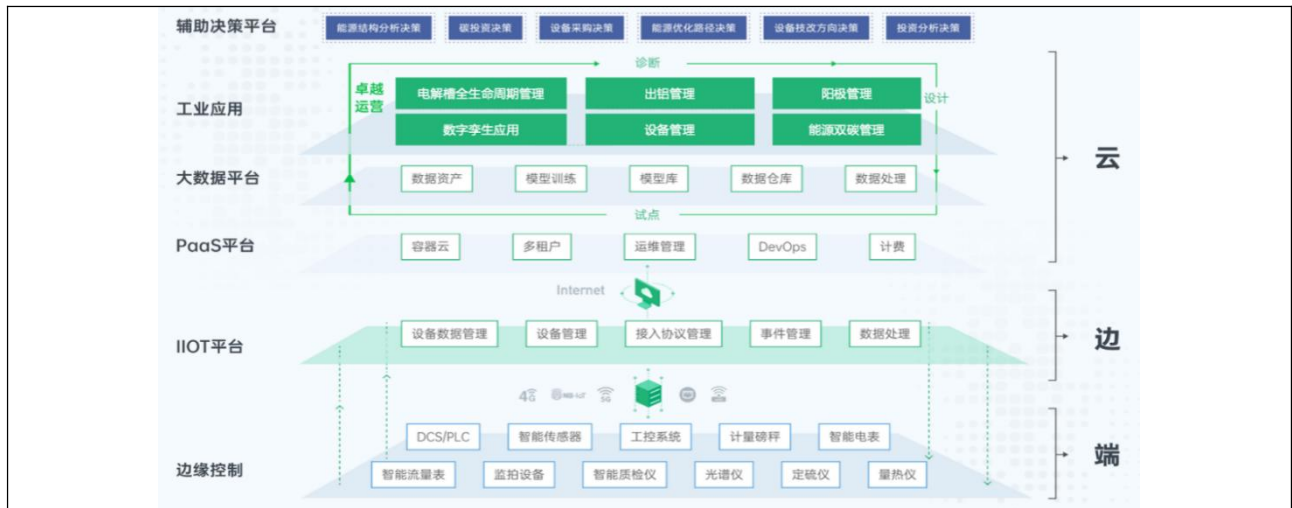 辅助决策平台
能源结构分析决策
碳投资决策
设备采购决策
能源优化路径决策
设备技改方向决策
投资分析决策
诊断
卓越
运营
设计
工业应用
电解槽全生命周期管理
出铝管理
阳极管理
数字孪生应用
设备管理
能源双碳管理
云
大数据平台
数据资产
模型训练
模型库
数据仓库
数据处理
试点
PaaS平台
容器云
多租户
运维管理
DevOps
计费
Internet
IIOT平台
设备数据管理
设备管理
接入协议管理
事件管理
数据处理
边
4G
5G
DCS/PLC
智能传感器
工控系统
计量磅秤
智能电表
端
边缘控制
智能流量表
监拍设备
智能质检仪
光谱仪
定硫仪
量热仪